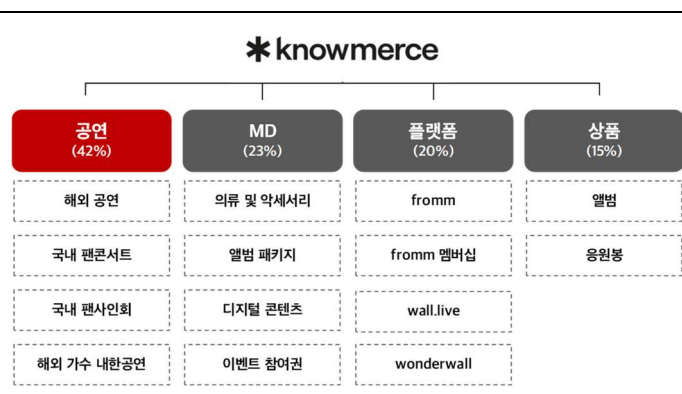 knowmerce
공연
(42%)
MD
(23%)
플랫폼
(20%)
상품
(15%)
해외 공연
의류 및 악세서리
fromm
앨범
국내 팬콘서트
앨범 패키지
fromm 멤버십
응원봉
국내 팬사인회
디지털 콘텐츠
wall.live
해외 가수 내한공연
이벤트 참여권
wonderwall